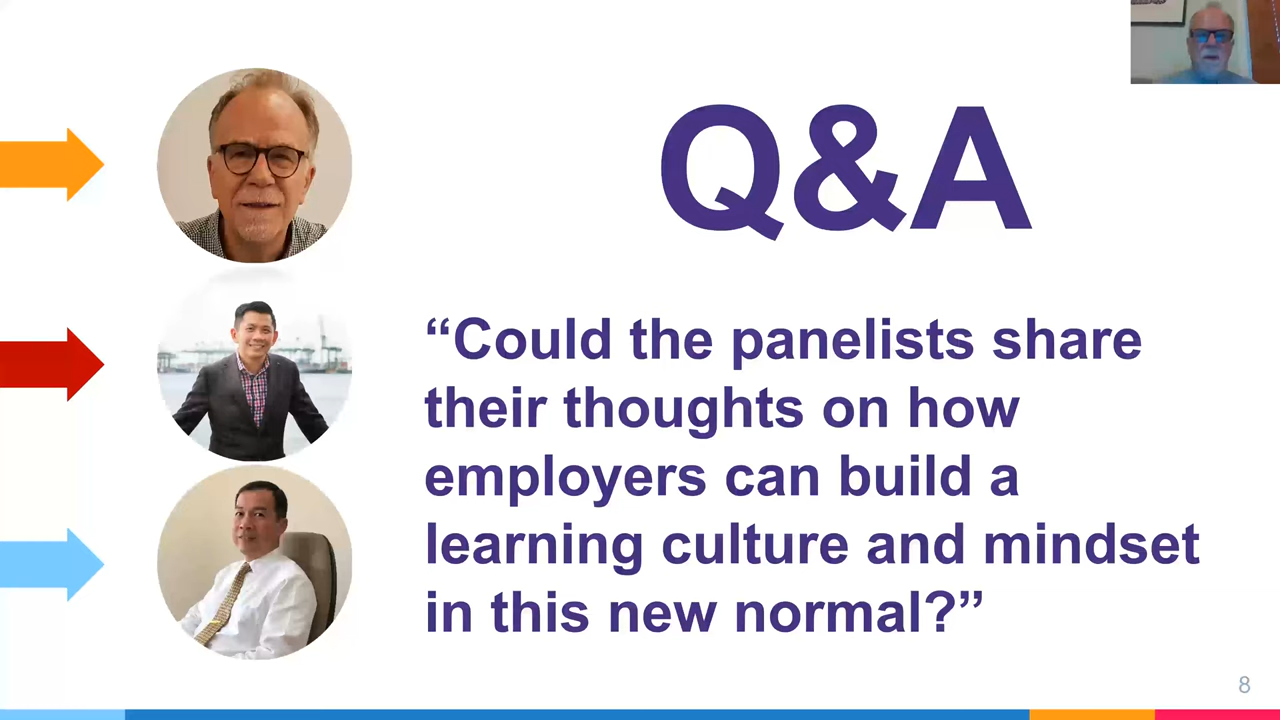 Q&A
“Could the panelists share
their thoughts on how
employers can build a
learning culture and mindset
in this new normal?”
8